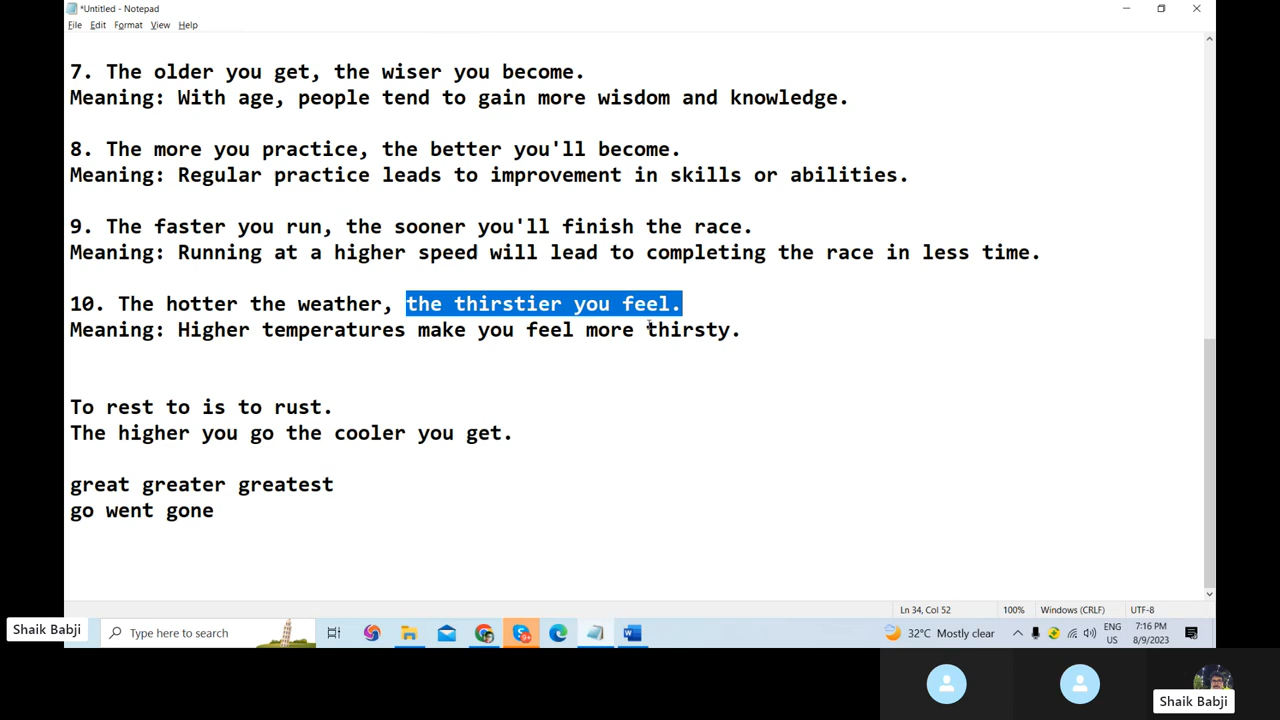 *Untitled - Notepad
File Edit Format View Help
7. The older you get, the wiser you become.
Meaning: With age, people tend to gain more wisdom and knowledge.
8. The more you practice, the better you'll become.
Meaning: Regular practice leads to improvement in skills or abilities.
9. The faster you run, the sooner you'll finish the race.
Meaning: Running at a higher speed will lead to completing the race in less time.
10. The hotter the weather, the thirstier you feel.
Meaning: Higher temperatures make you feel more thirsty.
To rest to is to rust.
The higher you go the cooler you get.
great greater greatest
go went gone
Ln 34, Col 52 100% Windows (CRLF) UTF-8
Shaik Babji
Type here to search
32°C Mostly clear
ENG
US
7:16 PM
8/9/2023
Shaik Babji